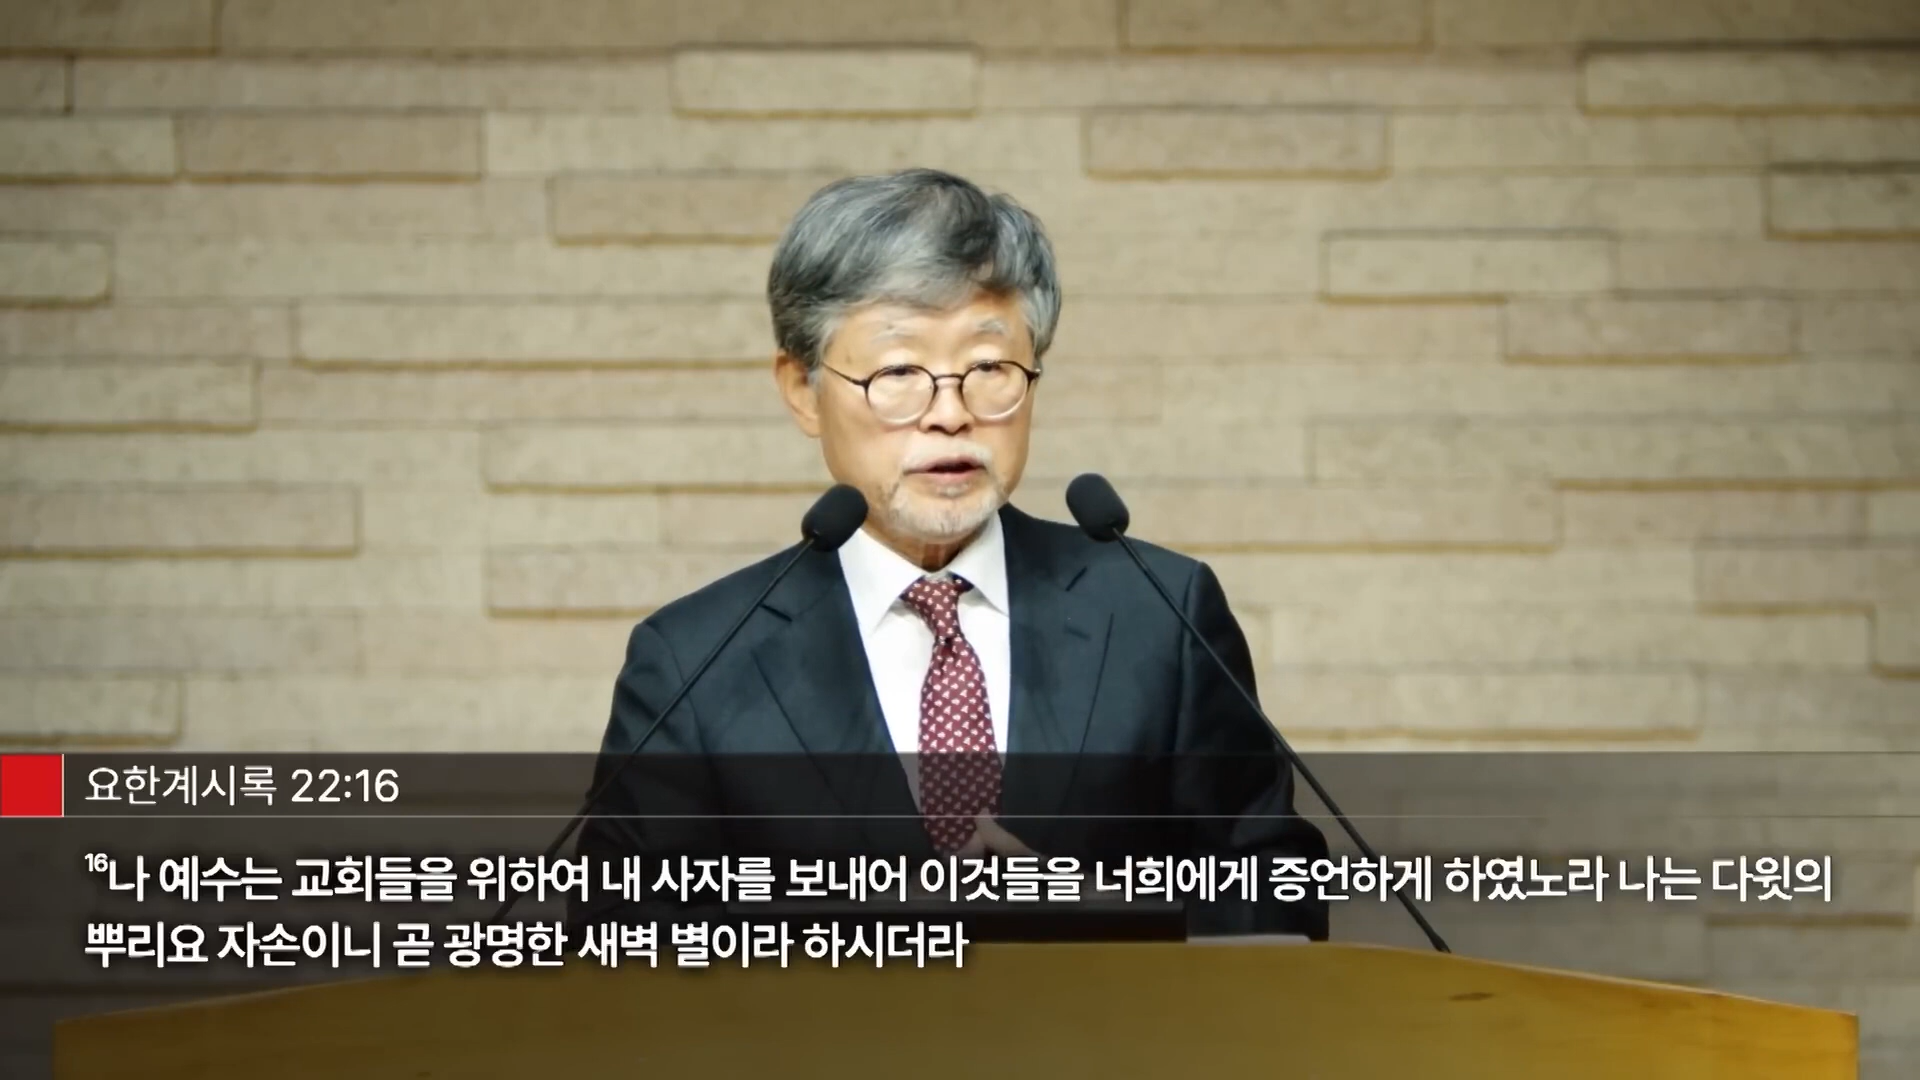 요한계시록 22:16
16나 예수는 교회들을 위하여 내 사자를 보내어 이것들을 너희에게 증언하게 하였노라 나는 다윗의
뿌리요 자손이니 곧 광명한 새벽 별이라 하시더라